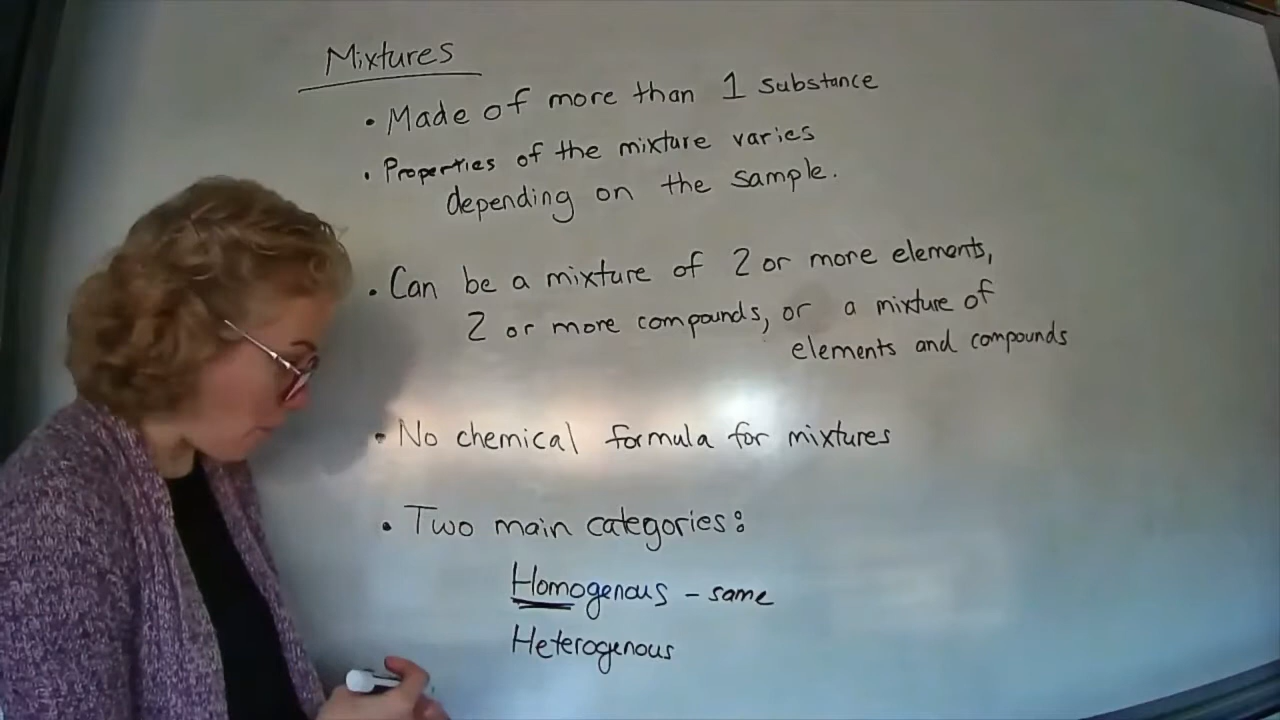 Mixtures
• Made of more than 1 substance
• Properties of the mixture varies
depending on the sample.
• Can be a mixture of 2 or more elements,
2 or more compounds, or a mixture of
elements and compounds
• No chemical formula for mixtures
• Two main categories:
Homogenous - same
Heterogenous